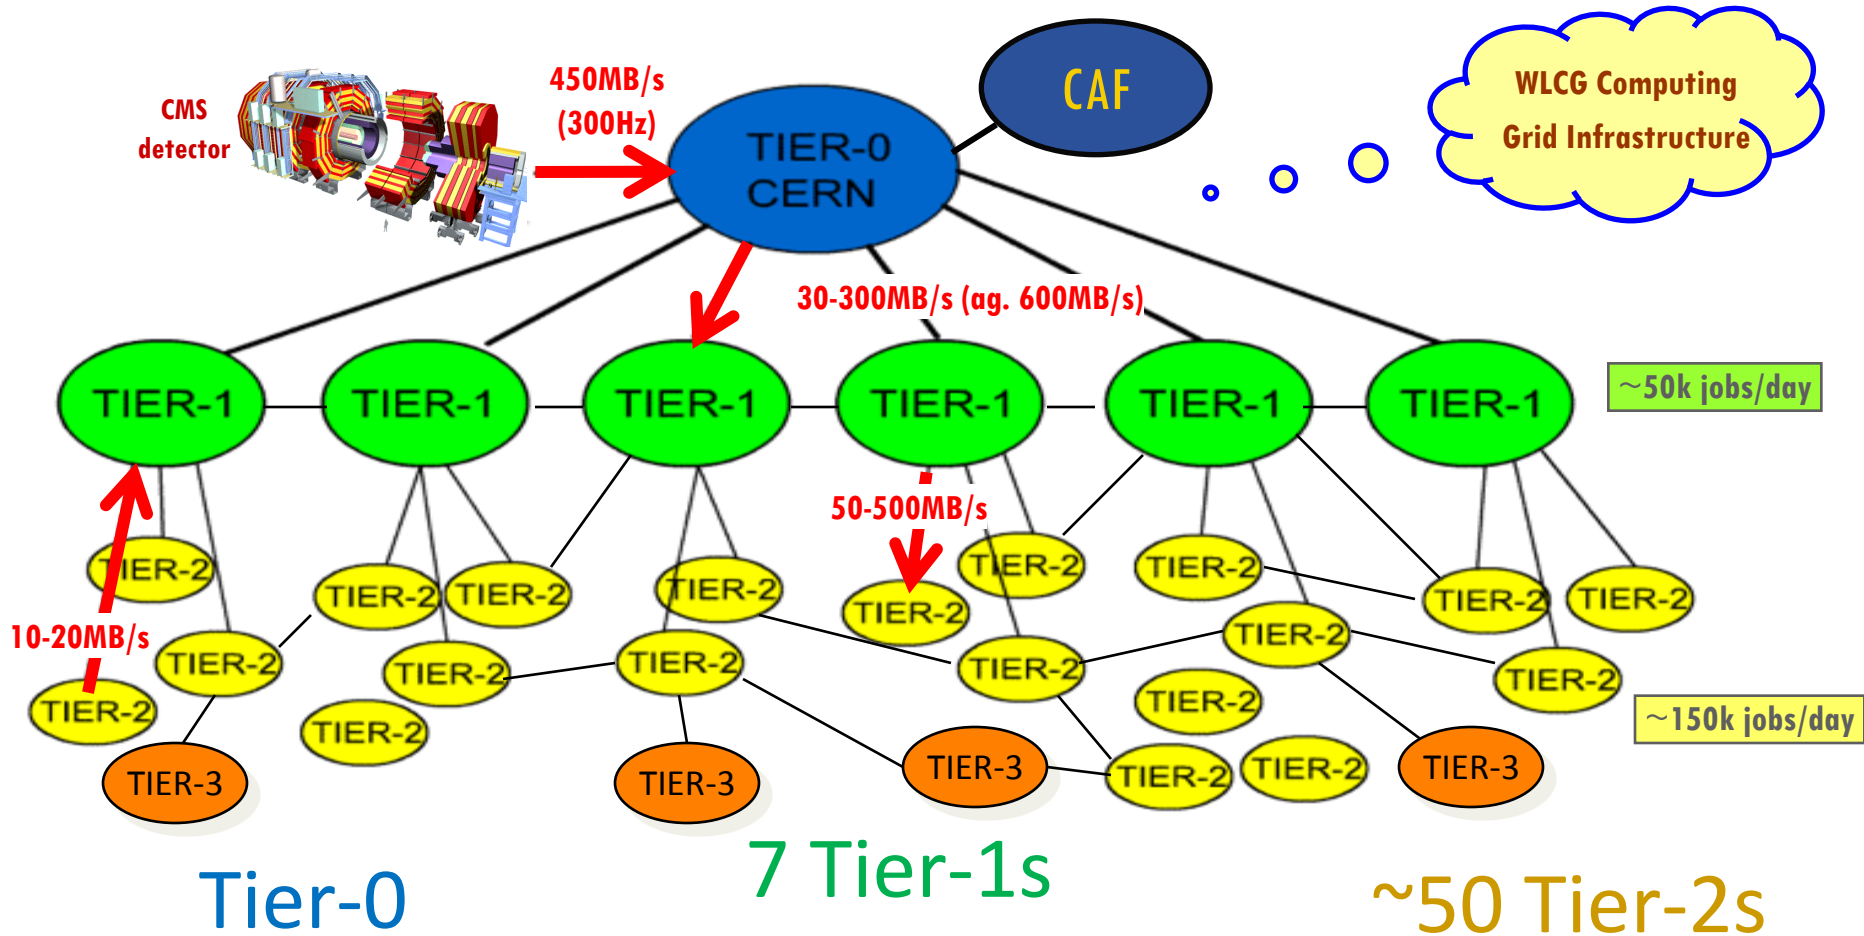 CMS
detector
450MB/s
(300Hz)
TIER-0
CERN
CAF
WLCG Computing
Grid Infrastructure
30-300MB/s (ag. 600MB/s)
TIER-1
TIER-1
TIER-1
TIER-1
TIER-1
TIER-1
~50k jobs/day
50-500MB/s
TIER-2
TIER-2
TIER-2
TIER-2
TIER-2
TIER-2
TIER-2
TIER-2
TIER-2
TIER-2
10-20MB/s
TIER-2
TIER-2
TIER-2
TIER-2
TIER-2
TIER-2
TIER-2
TIER-2
TIER-2
~150k jobs/day
TIER-3
TIER-3
TIER-3
TIER-2
TIER-2
TIER-3
Tier-0
7 Tier-1s
~50 Tier-2s